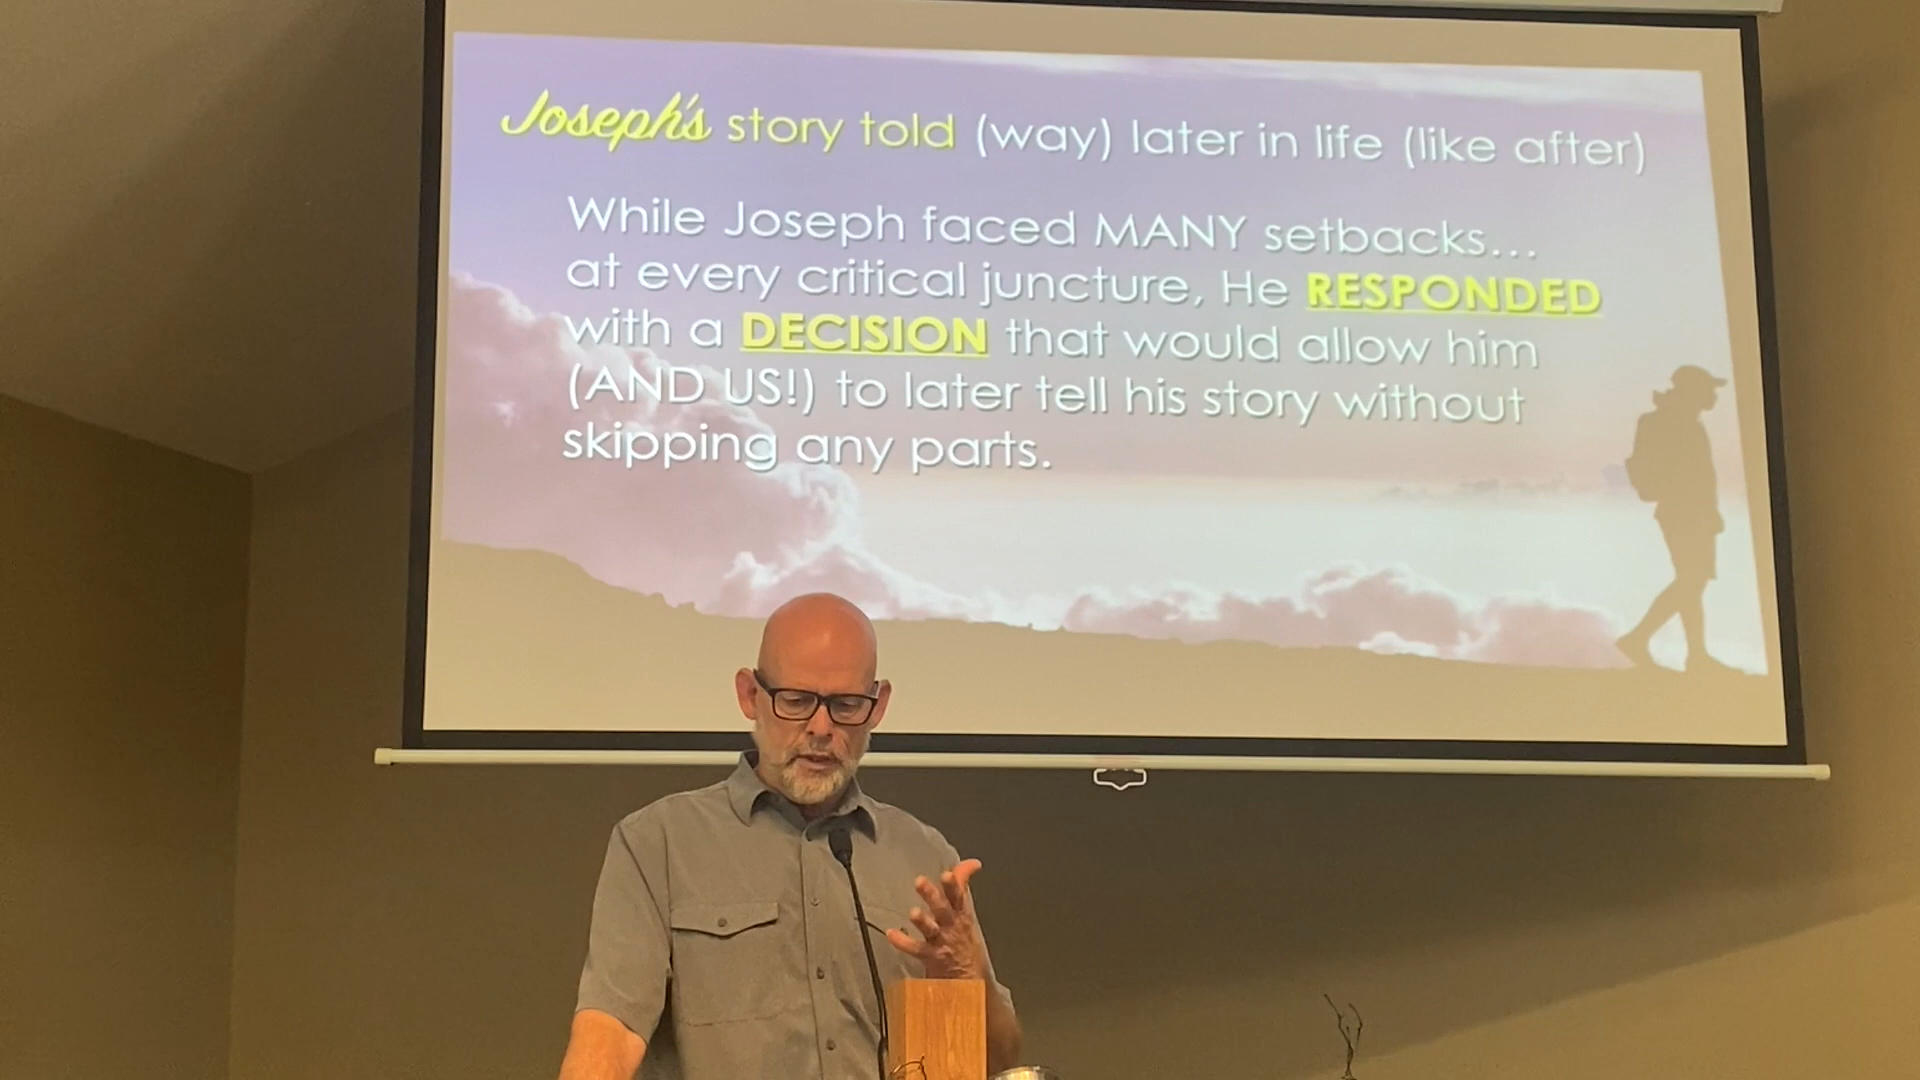 Joseph's story told (way) later in life (like after)
While Joseph faced MANY setbacks...
at every critical juncture, He RESPONDED
with a DECISION that would allow him
(AND US!) to later tell his story without
skipping any parts.